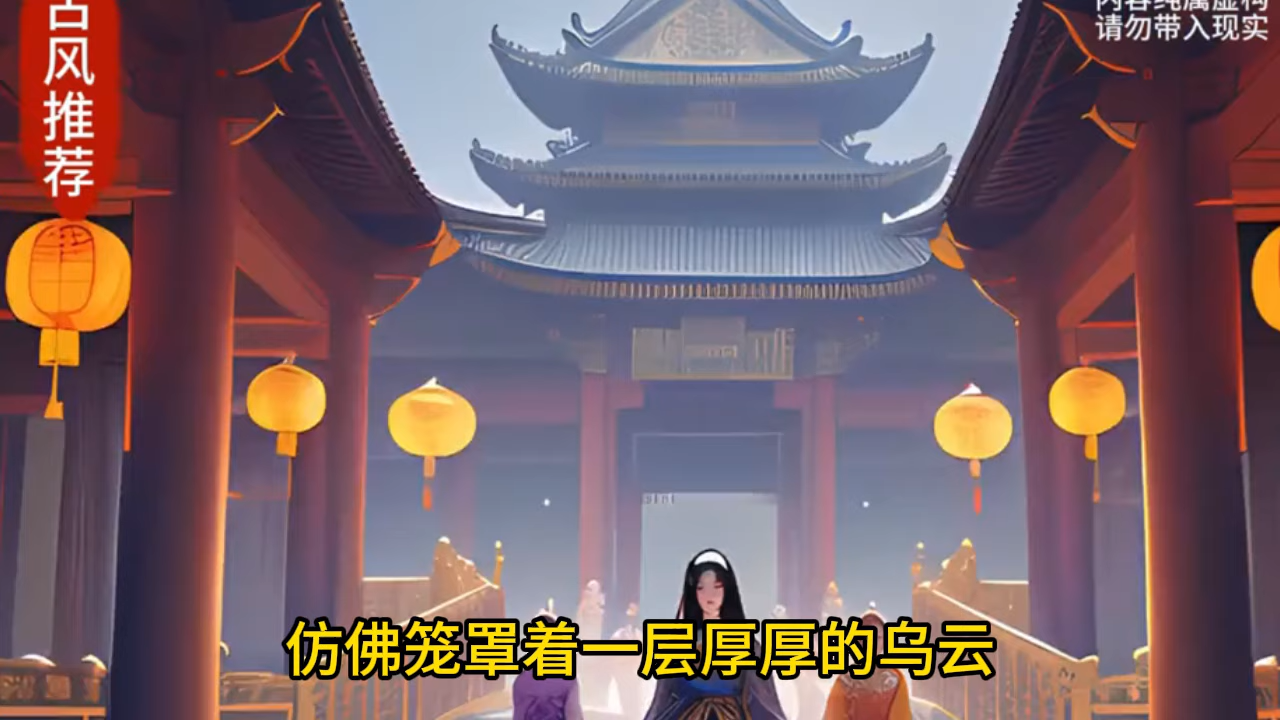 古风推荐
内容纯属虚构
请勿带入现实
仿佛笼罩着一层厚厚的乌云